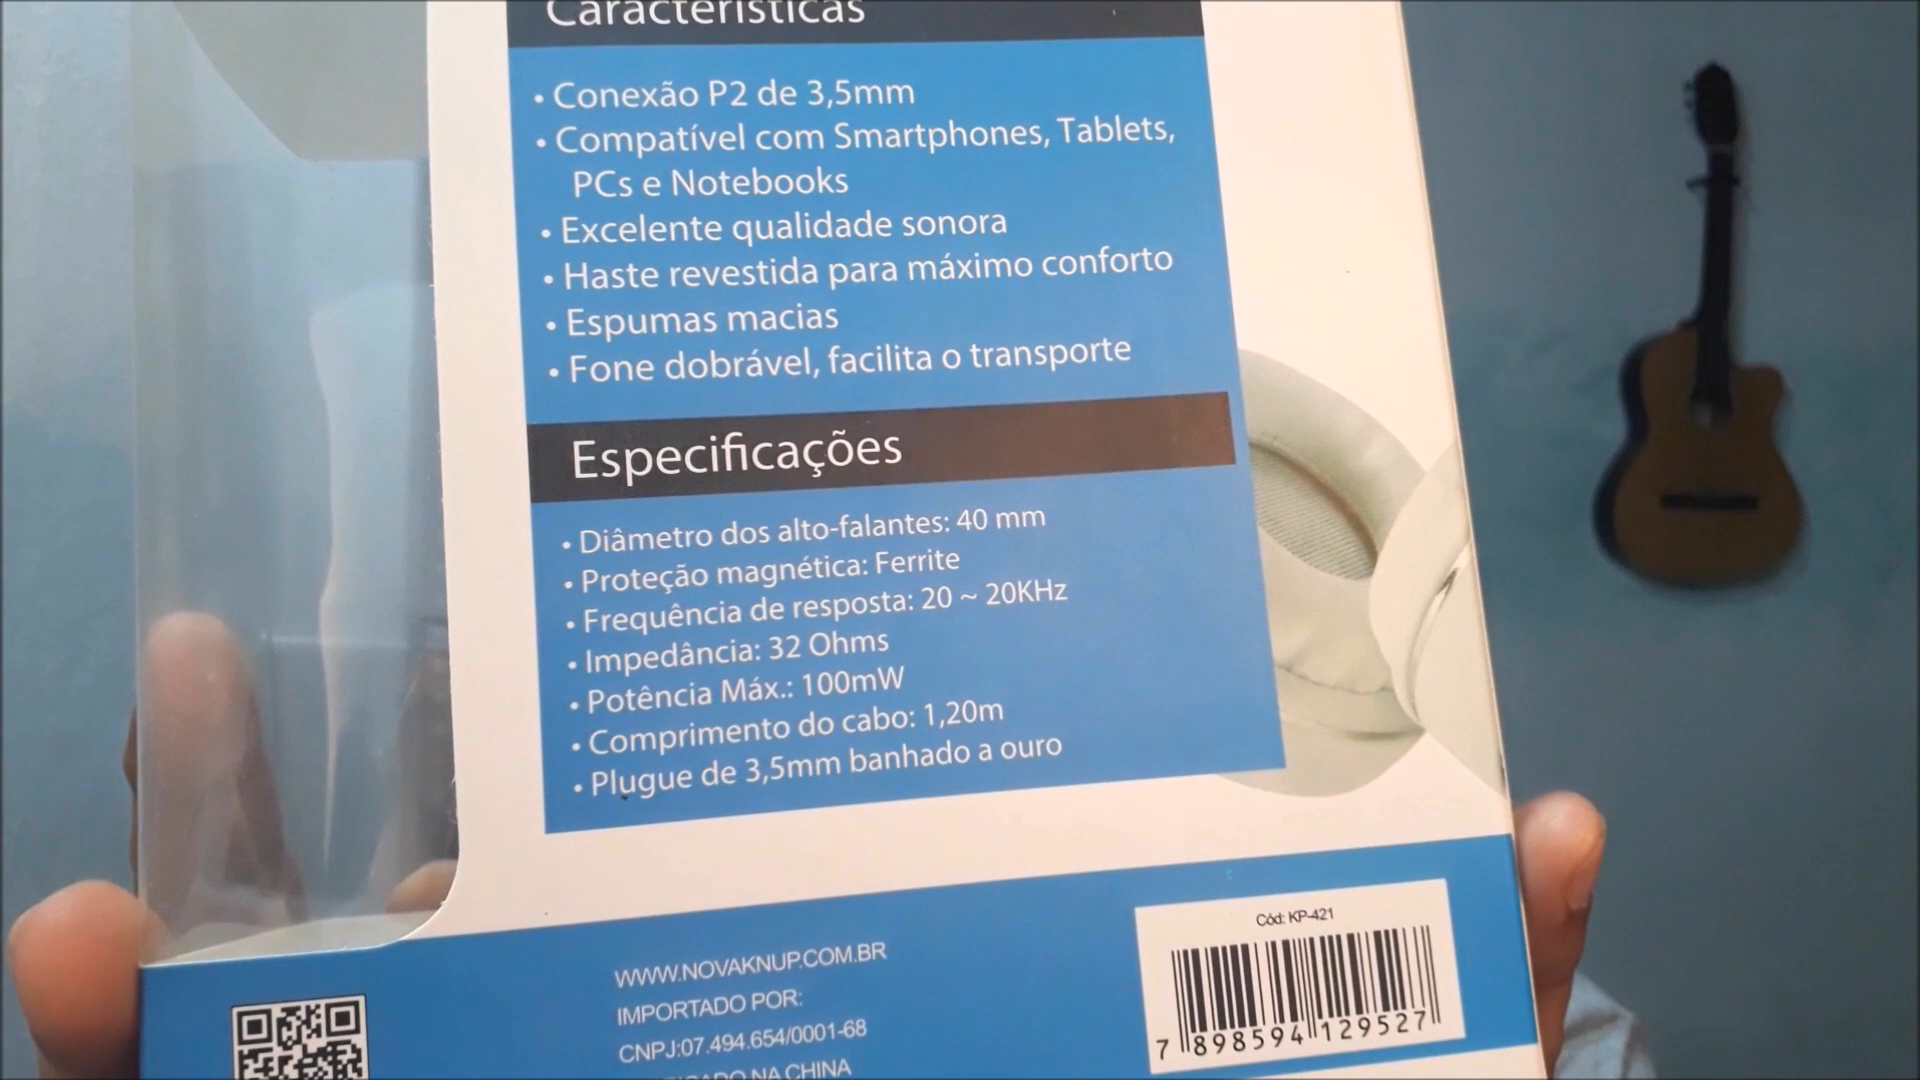 Características
• Conexão P2 de 3,5mm
• Compatível com Smartphones, Tablets,
PCs e Notebooks
• Excelente qualidade sonora
• Haste revestida para máximo conforto
• Espumas macias
• Fone dobrável, facilita o transporte
Especificações
• Diâmetro dos alto-falantes: 40 mm
• Proteção magnética: Ferrite
• Frequência de resposta: 20 ~ 20KHz
• Impedância: 32 Ohms
• Potência Máx.: 100mW
• Comprimento do cabo: 1,20m
• Plugue de 3,5mm banhado a ouro
WWW.NOVAKNUP.COM.BR
IMPORTADO POR:
CNPJ:07.494.654/0001-68
NA CHINA
Cód: KP-421
7 898594 129527